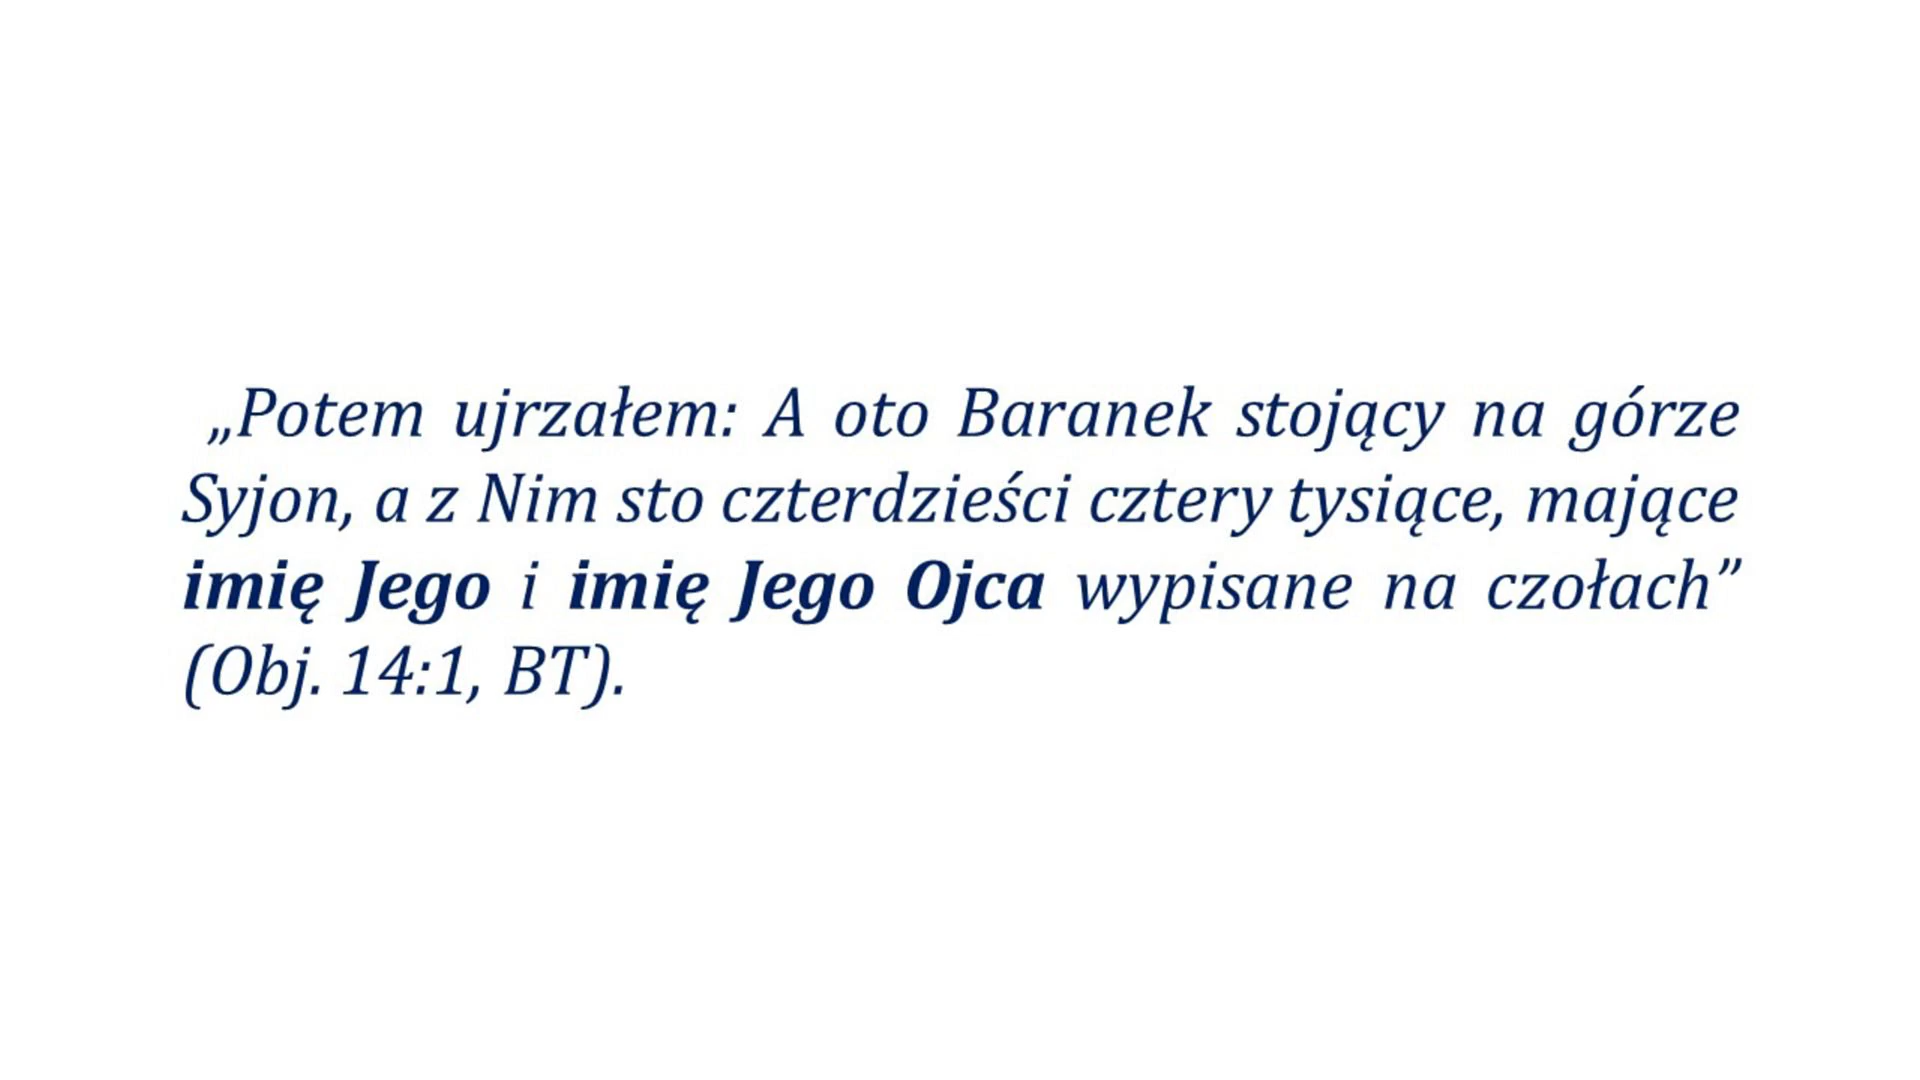 „Potem ujrzałem: A oto Baranek stojący na górze
Syjon, a z Nim sto czterdzieści cztery tysiące, mające
imię Jego i imię Jego Ojca wypisane na czołach”
(Obj. 14:1, BT).